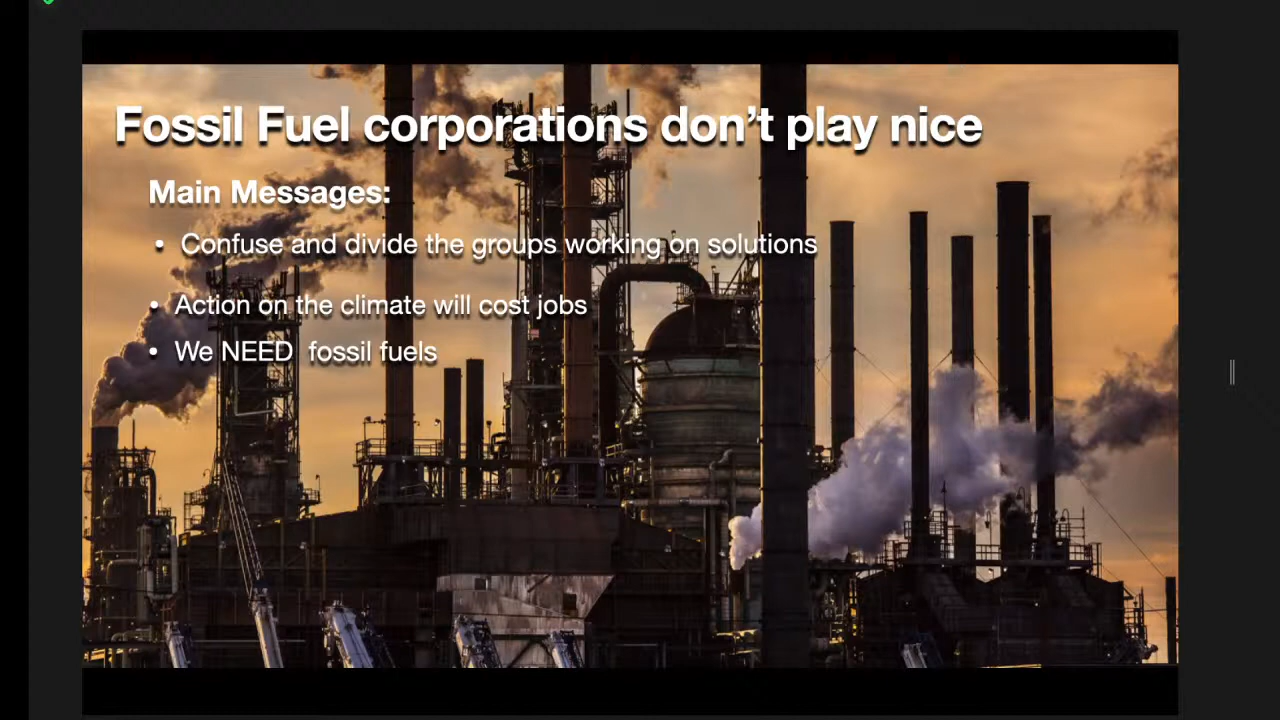 Fossil Fuel corporations don’t play nice
Main Messages:
• Confuse and divide the groups working on solutions
• Action on the climate will cost jobs
• We NEED fossil fuels